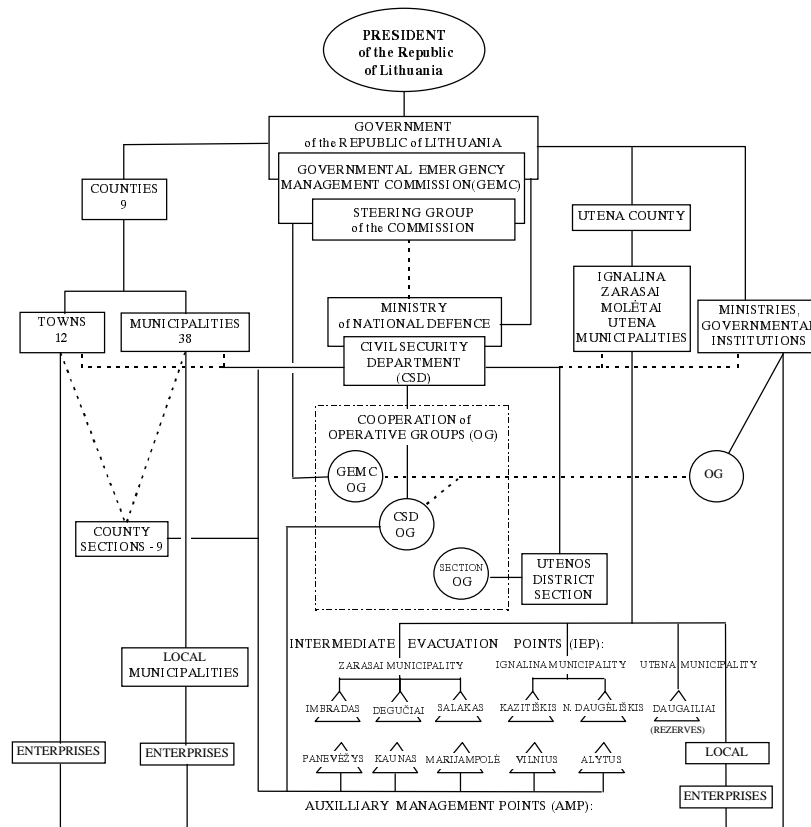 PRESIDENT
of the Republic
of Lithuania
GOVERNMENT
of the REPUBLIC of LITHUANIA
GOVERNMENTAL EMERGENCY
MANAGEMENT COMMISSION(GEMC)
STEERING GROUP
of the COMMISSION
COUNTIES
9
UTENA COUNTY
TOWNS
12
MUNICIPALITIES
38
MINISTRY
of NATIONAL DEFENCE
CIVIL SECURITY
DEPARTMENT
(CSD)
IGNALINA
ZARASAI
MOLĖTAI
UTENA
MUNICIPALITIES
MINISTRIES,
GOVERNMENTAL
INSTITUTIONS
COOPERATION of
OPERATIVE GROUPS (OG)
GEMC
OG
OG
CSD
OG
COUNTY
SECTIONS - 9
SECTION
OG
UTENOS
DISTRICT
SECTION
INTERMEDIATE EVACUATION POINTS (IEP):
LOCAL
MUNICIPALITIES
ZARASAI MUNICIPALITY
IGNALINA MUNICIPALITY
UTENA MUNICIPALITY
IMBRADAS
DEGUČIAI
SALAKAS
KAZITIŠKIS
N. DAUGĖLIŠKIS
DAUGAILIAI
(REZERVES)
ENTERPRISES
ENTERPRISES
PANEVĖŽYS
KAUNAS
MARIJAMPOLĖ
VILNIUS
ALYTUS
LOCAL
ENTERPRISES
AUXILLIARY MANAGEMENT POINTS (AMP):